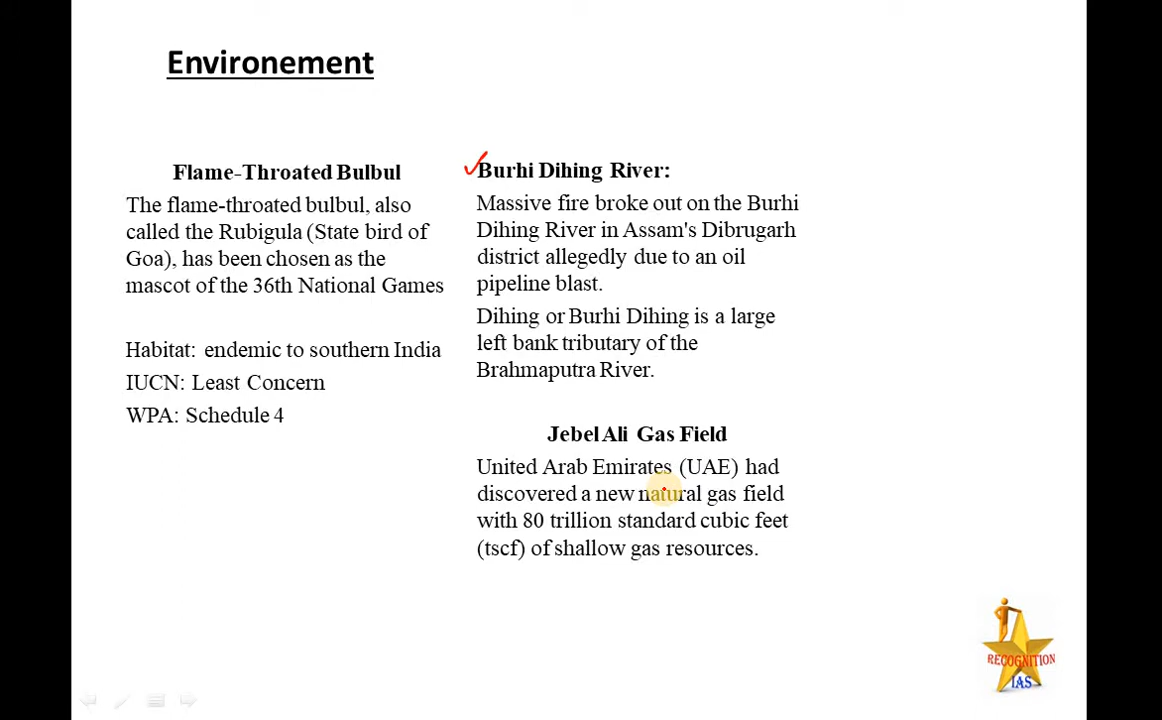 Environement
Flame-Throated Bulbul
The flame-throated bulbul, also
called the Rubigula (State bird of
Goa), has been chosen as the
mascot of the 36th National Games
Habitat: endemic to southern India
IUCN: Least Concern
WPA: Schedule 4
Burhi Dihing River:
Massive fire broke out on the Burhi
Dihing River in Assam's Dibrugarh
district allegedly due to an oil
pipeline blast.
Dihing or Burhi Dihing is a large
left bank tributary of the
Brahmaputra River.
Jebel Ali Gas Field
United Arab Emirates (UAE) had
discovered a new natural gas field
with 80 trillion standard cubic feet
(tscf) of shallow gas resources.
RECOGNITION
IAS